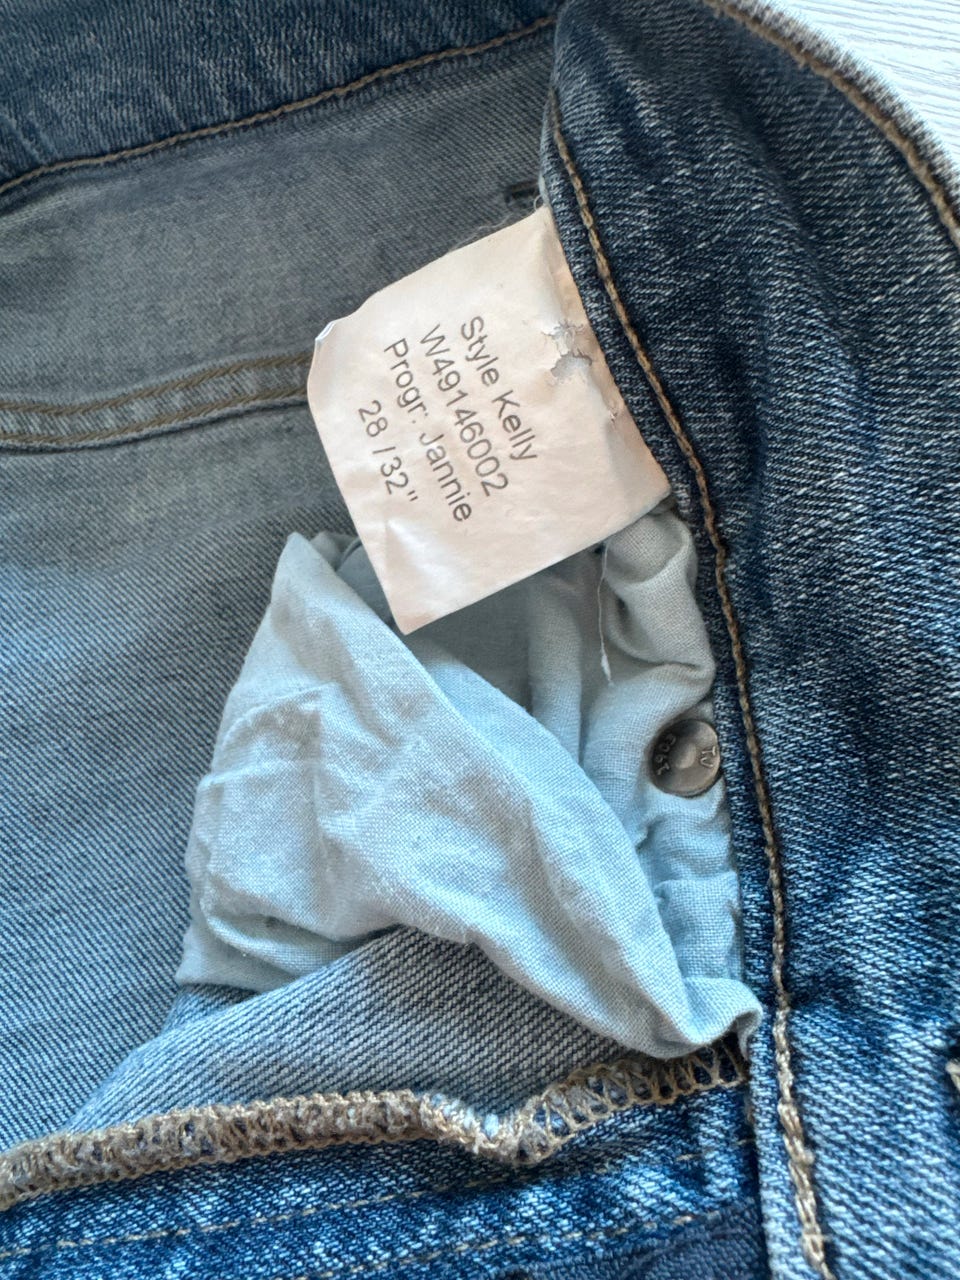 Style Kelly
W49146002
Progr: Jannie
28 / 32"